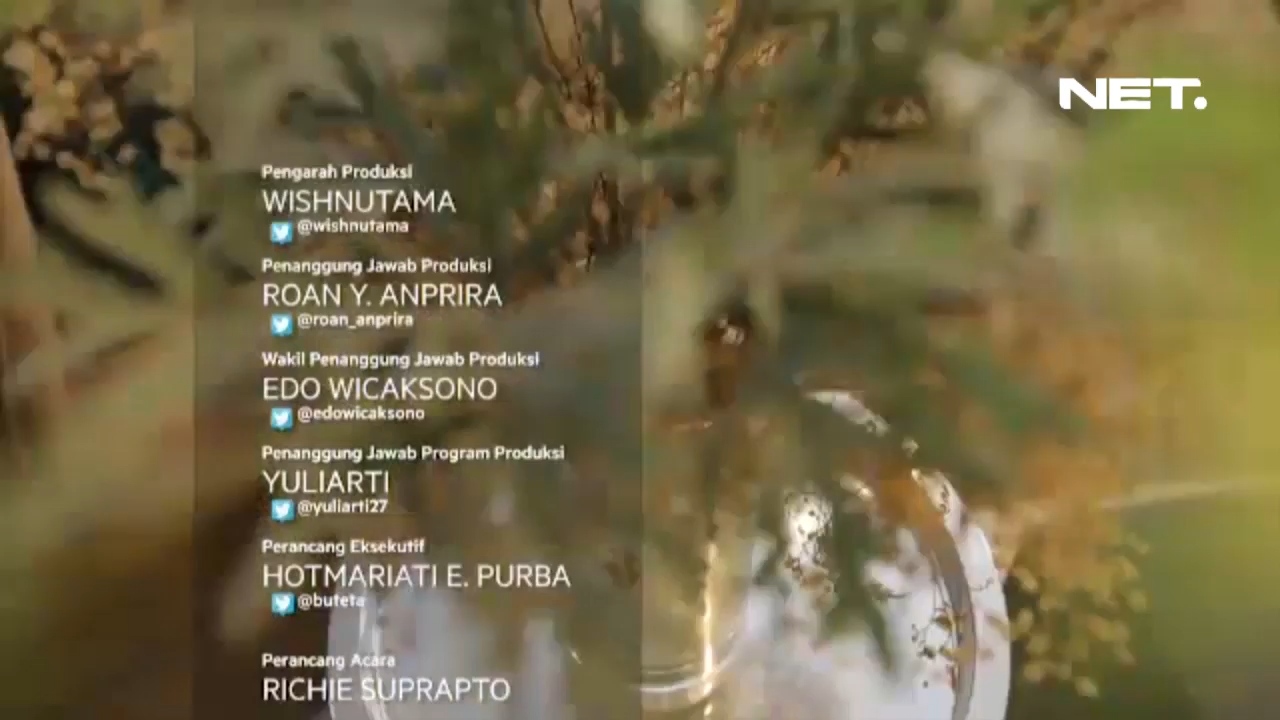 NET.
Pengarah Produksi
WISHNUTAMA
@wishnutama
Penanggung Jawab Produksi
ROAN Y. ANPRIRA
@roan_anprira
Wakil Penanggung Jawab Produksi
EDO WICAKSONO
@edowicaksono
Penanggung Jawab Program Produksi
YULIARTI
@yuliarti27
Perancang Eksekutif
HOTMARIATI E. PURBA
@buteta
Perancang Acara
RICHIE SUPRAPTO